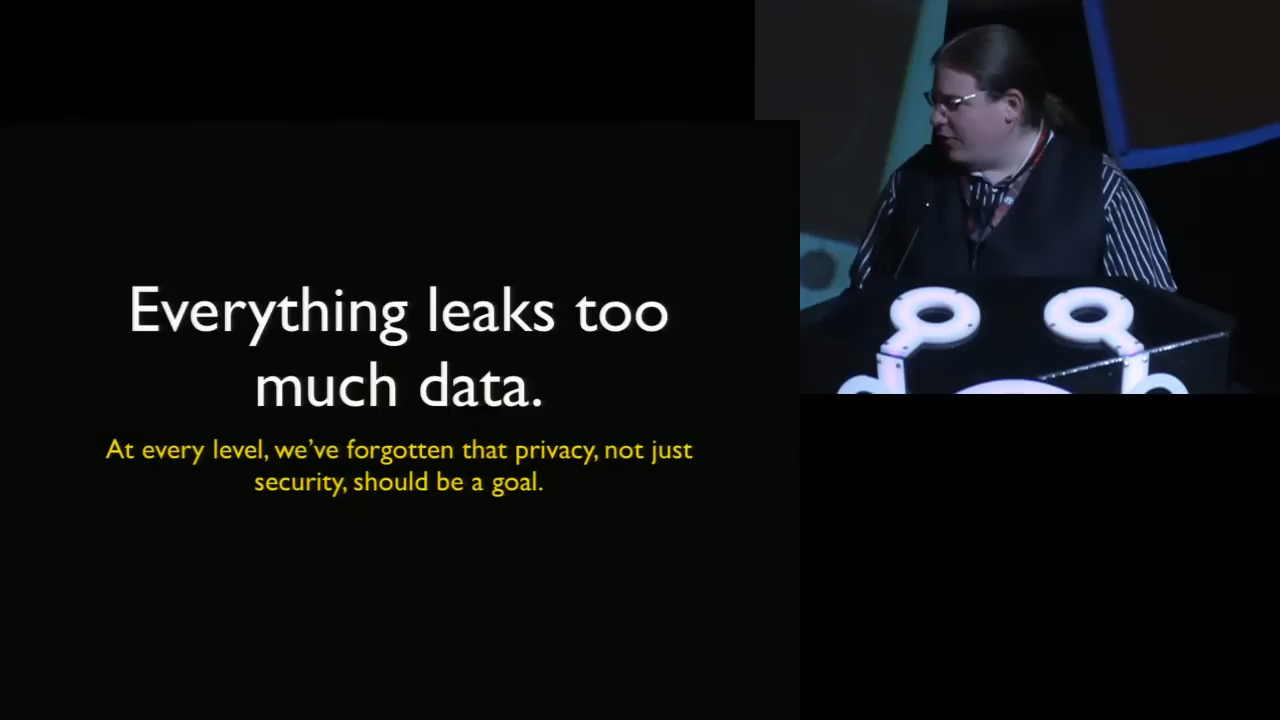 Everything leaks too
much data.
At every level, we've forgotten that privacy, not just
security, should be a goal.